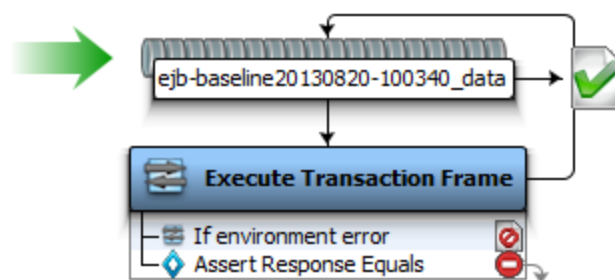 ejb-baseline20130820-100340_data
Execute Transaction Frame
If environment error
Assert Response Equals